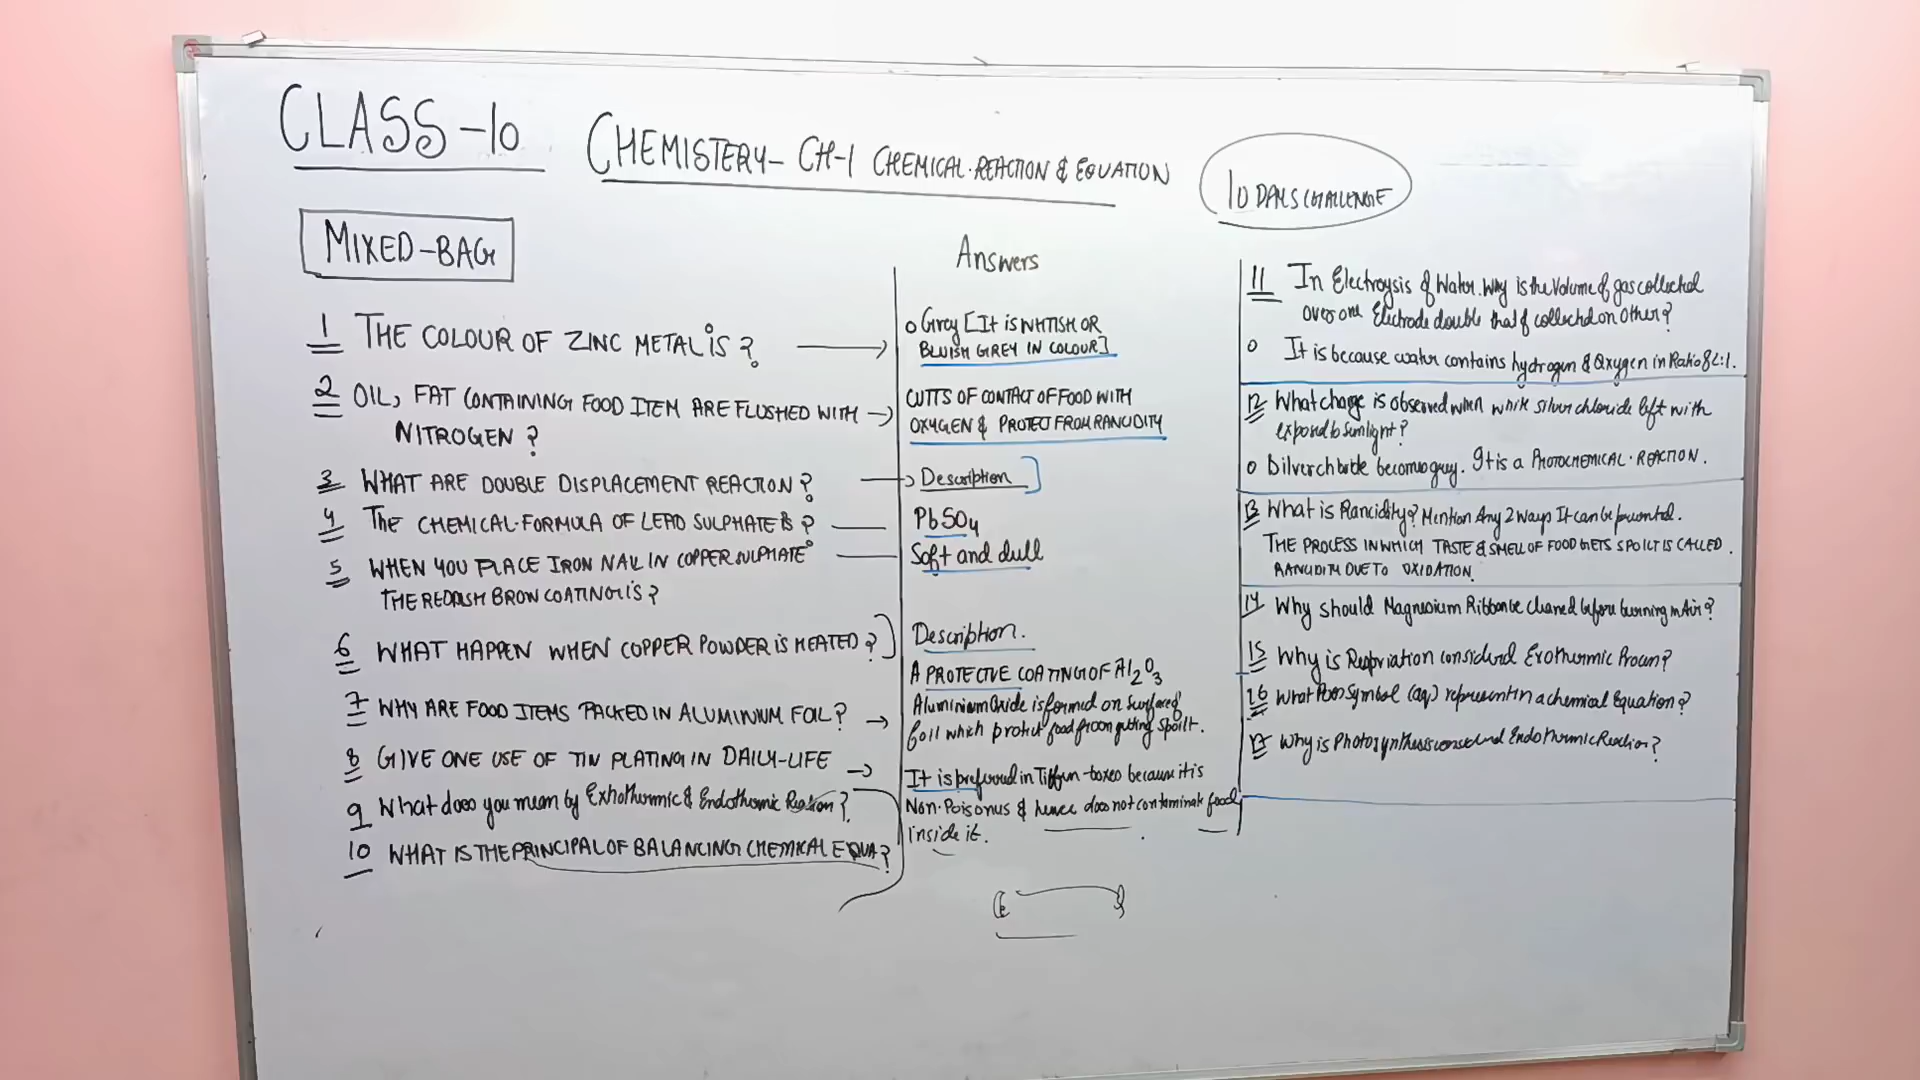 CLASS-10
CHEMISTERY- CH-1 CHEMICAL.REACTION & EQUATION
10 DAYS CHALLENGE
MIXED-BAG
Answers
1 THE COLOUR OF ZINC METAL IS?
Grey [It is WHTISH OR
BLUISH GREY IN COLOUR]
2 OIL, FAT CONTAINING FOOD ITEM ARE FLUSHED WITH
NITROGEN?
CUTTS OF CONTACT OF FOOD WITH
OXYGEN & PROTECT FROM RANCIDITY
3 WHAT ARE DOUBLE DISPLACEMENT REACTION?
Description
4 THE CHEMICAL-FORMULA OF LEAD SULPHATE IS?
PbSO4
5 WHEN YOU PLACE IRON NAIL IN COPPER SULPHATE
THE REDDISH BROW COATING IS?
Soft and dull
6 WHAT HAPPEN WHEN COPPER POWDER IS HEATED?
Description.
7 WHY ARE FOOD ITEMS PACKED IN ALUMINIUM FOIL?
A PROTECTIVE COATING OF Al2O3
Aluminium Oxide is formed on surface of
foil which protect food from getting spoilt.
8 GIVE ONE USE OF TIN PLATING IN DAILY-LIFE
It is preferred in Tiffin-boxes because it is
Non-Poisonus & hence does not contaminate food
inside it.
9 What does you mean by Exhothermic & Endothermic Reation?
10 WHAT IS THE PRINCIPAL OF BALANCING CHEMICAL EQUA?
11 In Electroysis of Water. Why is the Volume of gas collected
over one Electrode double that of collected on other?
It is because water contains hydrogen & Oxygen in Ratio of 2:1.
12 What change is observed when white silver chloride left with
exposed to sunlight?
becomes grey. It is a PHOTOCHEMICAL-REACTION.
13 What is Rancidity? Mention Any 2 ways It can be prevented.
THE PROCESS IN WHICH TASTE & SMELL OF FOOD GETS SPOILT IS CALLED
RANCIDITY DUE TO OXIDATION.
14 Why should Magnesium Ribbon be cleaned before burning in Air?
15 Why is Respriation considered Exothermic Process?
16 What Symbol (aq) represent in a chemical Equation?
17 Why is Photosynthesis considered Endothermic Reaction?